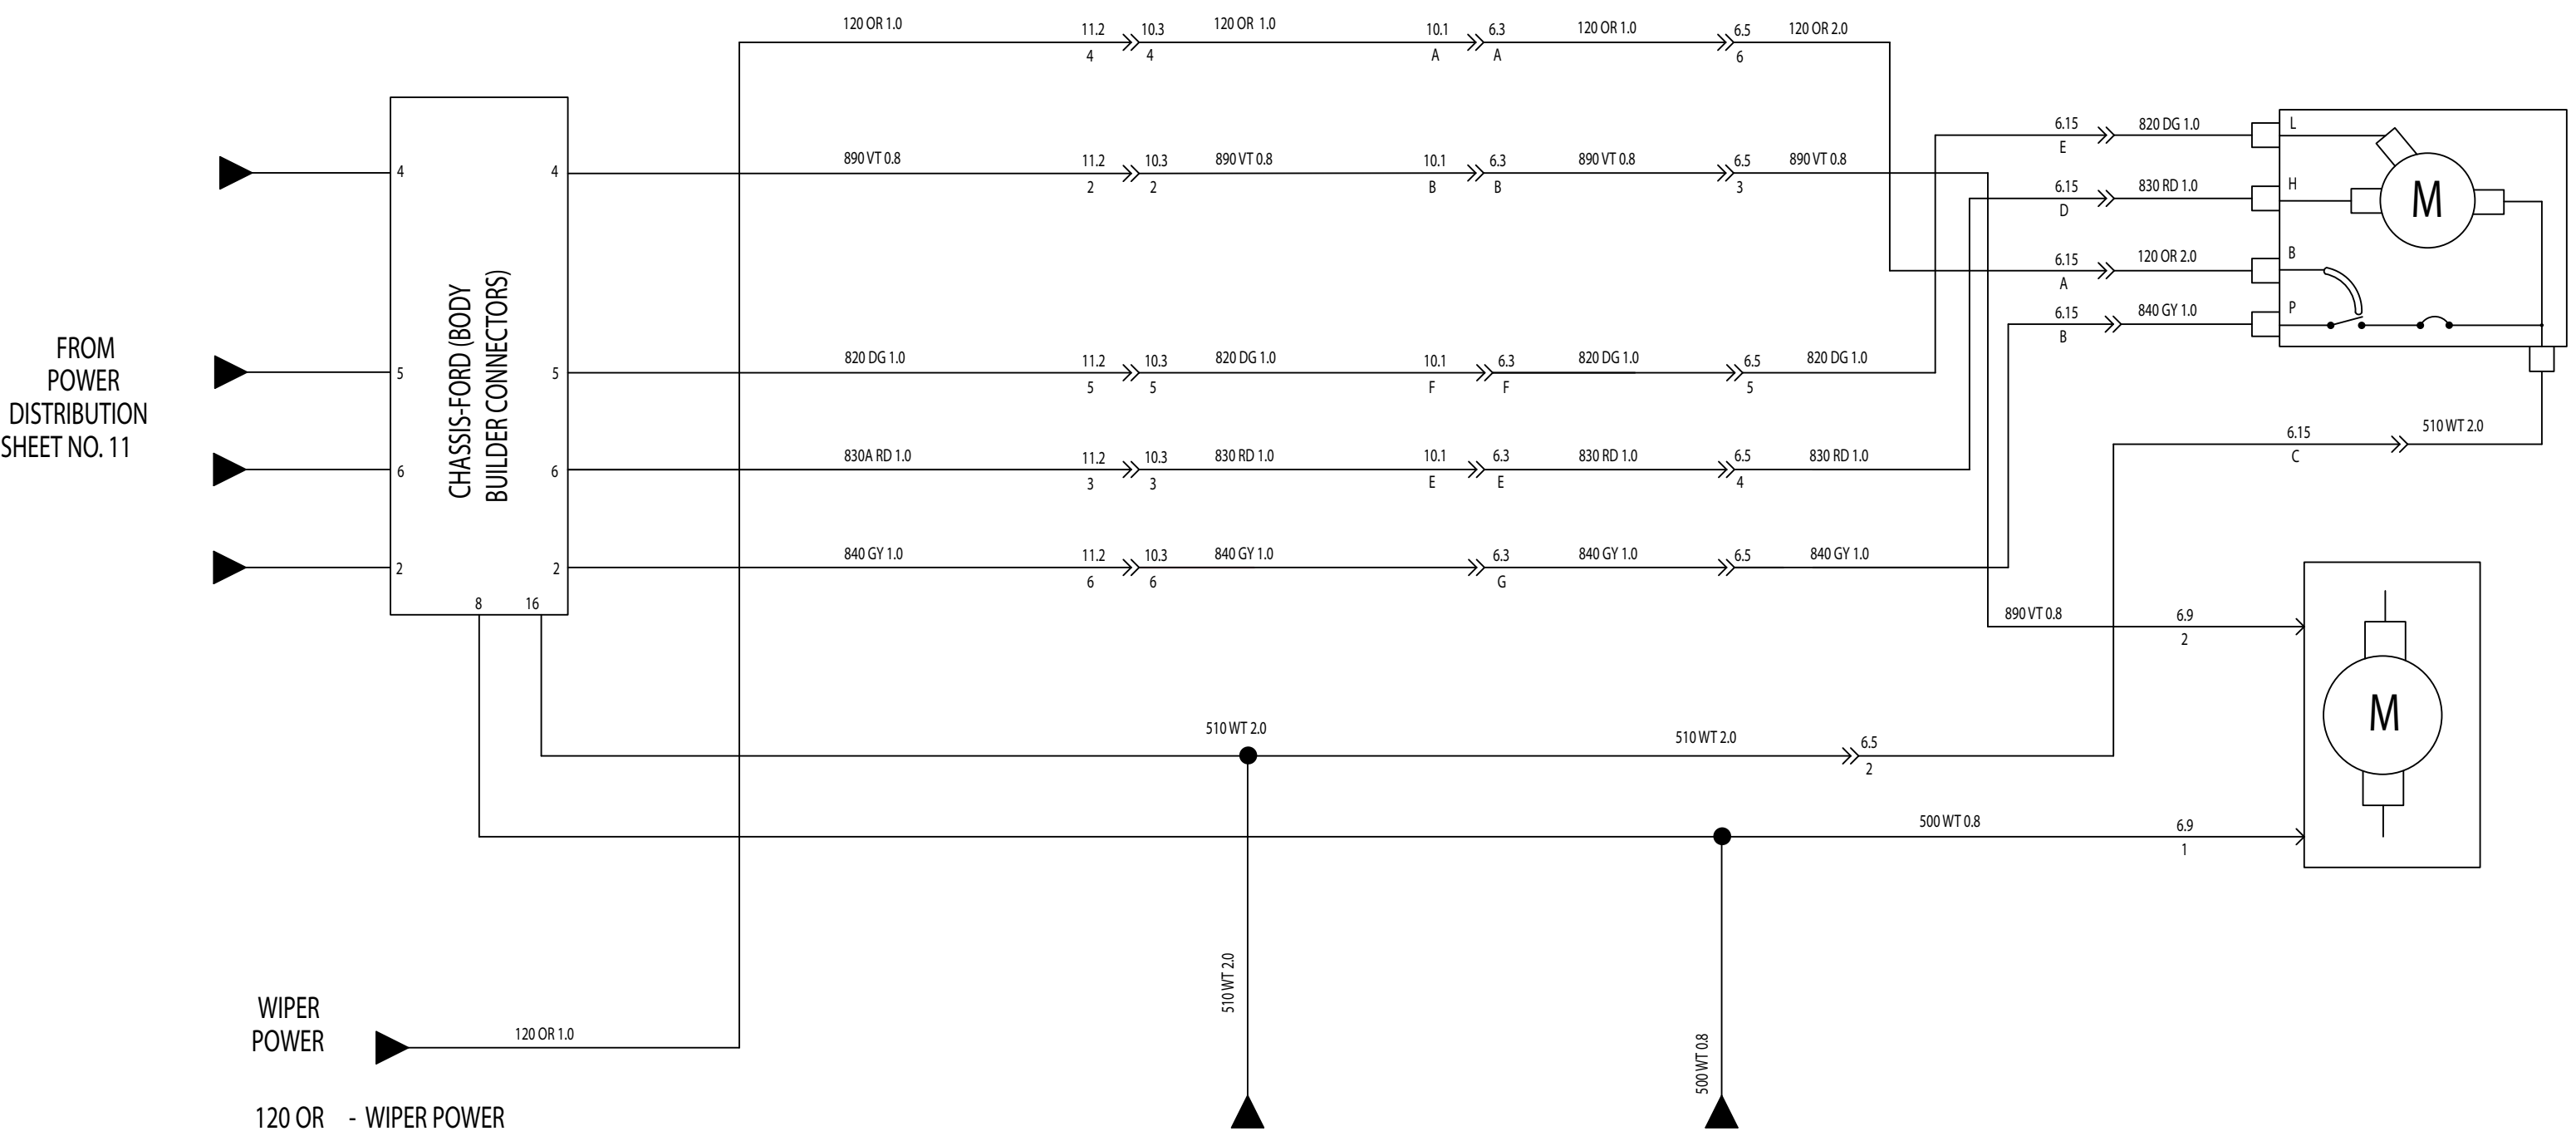 120 OR 1.0
11.2
4
10.3
4
120 OR 1.0
10.1
A
6.3
A
120 OR 1.0
6.5
6
120 OR 2.0
4
4
890 VT 0.8
11.2
2
10.3
2
890 VT 0.8
10.1
B
6.3
B
890 VT 0.8
6.5
3
890 VT 0.8
6.15
E
820 DG 1.0
L
6.15
D
830 RD 1.0
H
M
6.15
A
120 OR 2.0
B
6.15
B
840 GY 1.0
P
FROM
POWER
DISTRIBUTION
SHEET NO. 11
CHASSIS-FORD (BODY
BUILDER CONNECTORS)
5
5
820 DG 1.0
11.2
5
10.3
5
820 DG 1.0
10.1
F
6.3
F
820 DG 1.0
6.5
5
820 DG 1.0
6.15
C
510 WT 2.0
6
6
830A RD 1.0
11.2
3
10.3
3
830 RD 1.0
10.1
E
6.3
E
830 RD 1.0
6.5
4
830 RD 1.0
2
2
840 GY 1.0
11.2
6
10.3
6
840 GY 1.0
6.3
G
840 GY 1.0
6.5
840 GY 1.0
8
16
890 VT 0.8
6.9
2
M
510 WT 2.0
510 WT 2.0
6.5
2
500 WT 0.8
6.9
1
510 WT 2.0
500 WT 0.8
WIPER
POWER
120 OR 1.0
120 OR - WIPER POWER